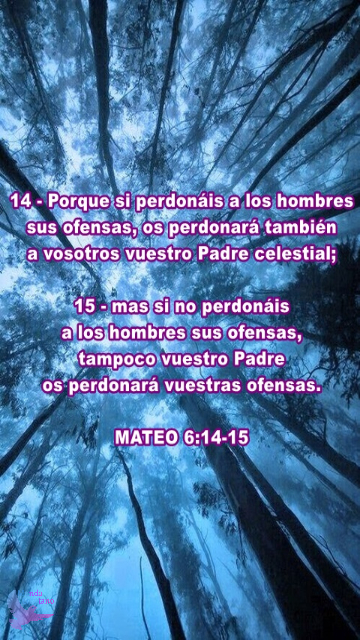 14 - Porque si perdonáis a los hombres
sus ofensas, os perdonará también
a vosotros vuestro Padre celestial;
15 - mas si no perdonáis
a los hombres sus ofensas,
tampoco vuestro Padre
os perdonará vuestras ofensas.
MATEO 6:14-15